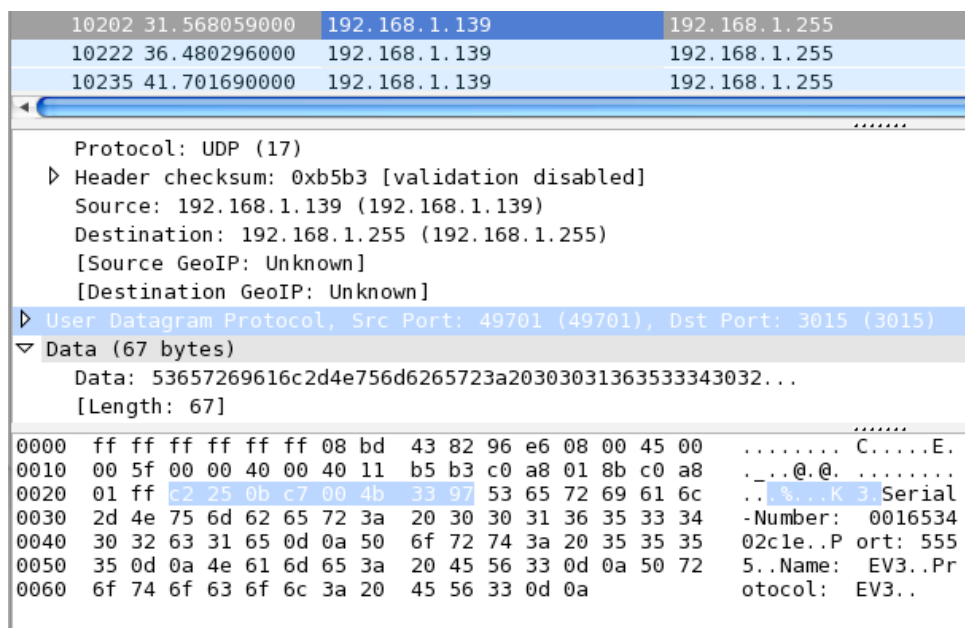 10202 31.568059000 192.168.1.139 192.168.1.255
10222 36.480296000 192.168.1.139 192.168.1.255
10235 41.701690000 192.168.1.139 192.168.1.255
Protocol: UDP (17)
Header checksum: 0xb5b3 [validation disabled]
Source: 192.168.1.139 (192.168.1.139)
Destination: 192.168.1.255 (192.168.1.255)
[Source GeoIP: Unknown]
[Destination GeoIP: Unknown]
User Datagram Protocol, Src Port: 49701 (49701), Dst Port: 3015 (3015)
Data (67 bytes)
Data: 53657269616c2d4e756d6265723a20303031363533343032...
[Length: 67]
0000 ff ff ff ff ff ff 08 bd 43 82 96 e6 08 00 45 00 ........ C.....E.
0010 00 5f 00 00 40 00 40 11 b5 b3 c0 a8 01 8b c0 a8 ._..@.@. ........
0020 01 ff c2 25 0b c7 00 4b 33 97 53 65 72 69 61 6c ...%...K 3.Serial
0030 2d 4e 75 6d 62 65 72 3a 20 30 30 31 36 35 33 34 -Number: 0016534
0040 30 32 63 31 65 0d 0a 50 6f 72 74 3a 20 35 35 35 02c1e..P ort: 555
0050 35 0d 0a 4e 61 6d 65 3a 20 45 56 33 0d 0a 50 72 5..Name: EV3..Pr
0060 6f 74 6f 63 6f 6c 3a 20 45 56 33 0d 0a otocol: EV3..